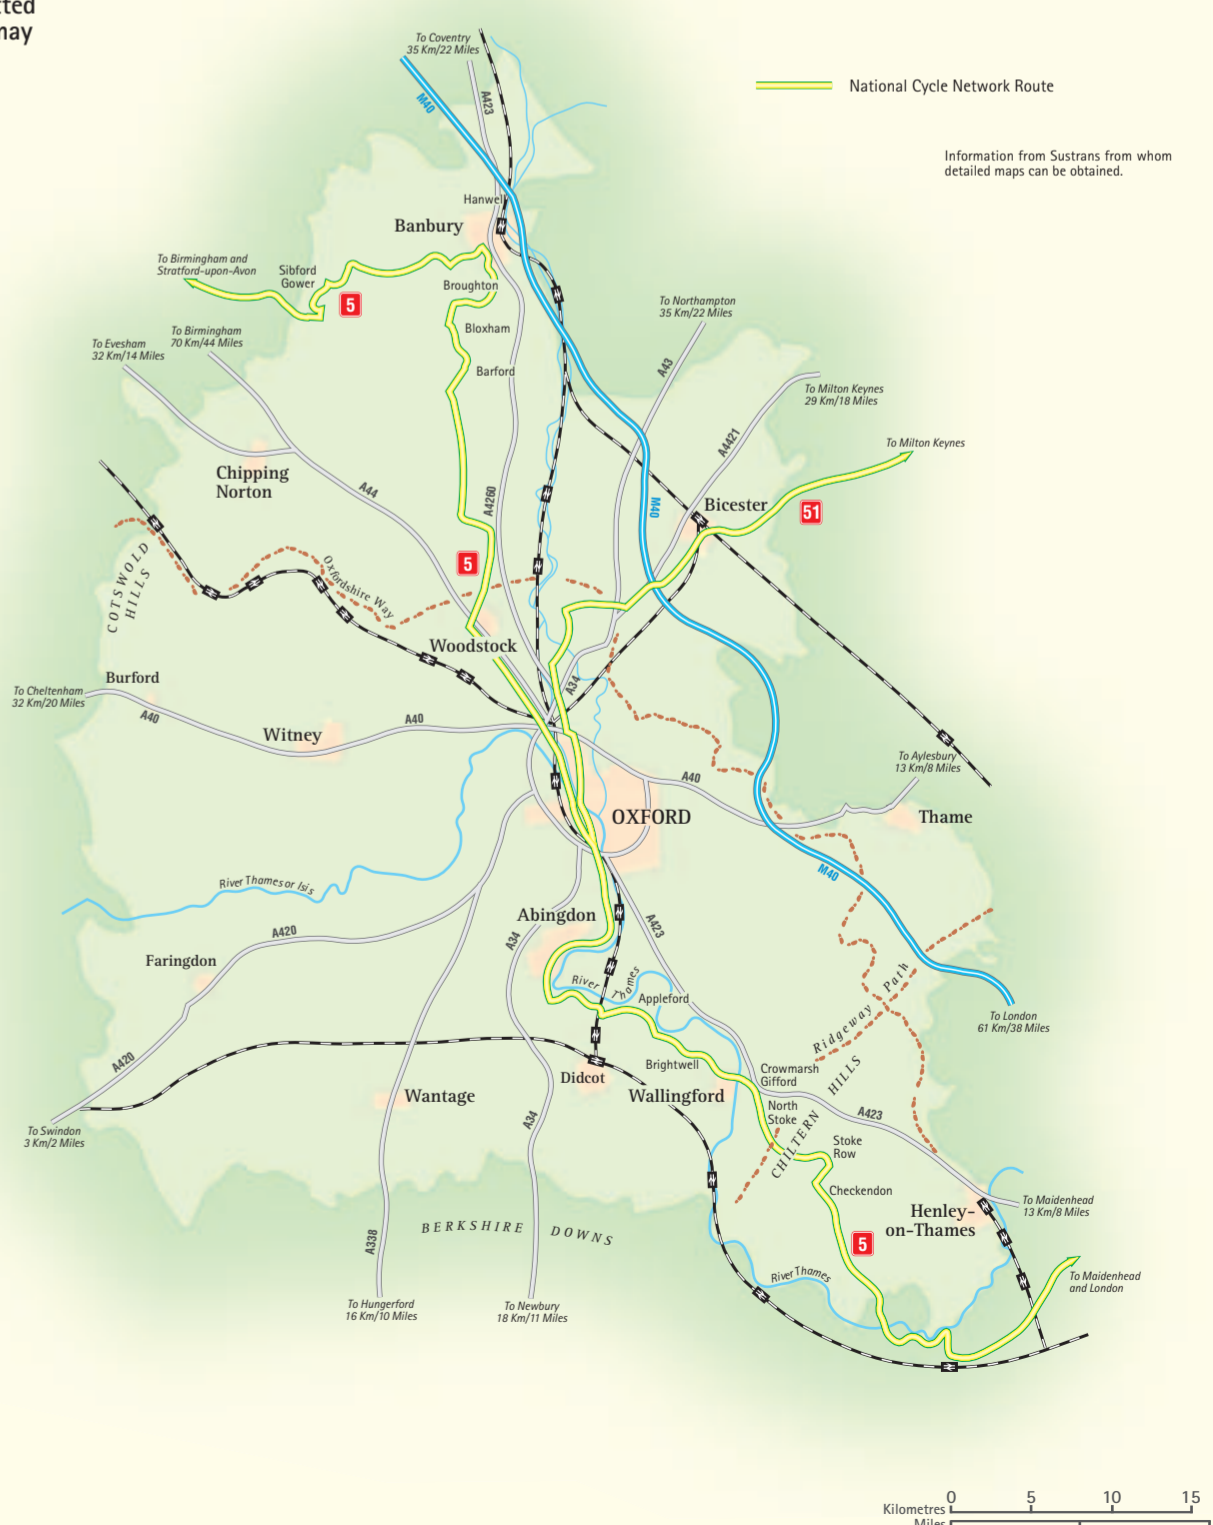 may
To Coventry
35 Km/22 Miles
National Cycle Network Route
M40
A423
Information from Sustrans from whom
detailed maps can be obtained.
Hanwell
Banbury
To Birmingham and
Stratford-upon-Avon
Sibford
Gower
5
Broughton
To Northampton
35 Km/22 Miles
Bloxham
To Birmingham
70 Km/44 Miles
To Evesham
32 Km/14 Miles
Barford
A43
To Milton Keynes
29 Km/18 Miles
A4421
To Milton Keynes
Chipping
Norton
A44
A4260
M40
Bicester
51
5
COTSWOLD
HILLS
Oxfordshire Way
Woodstock
Burford
To Cheltenham
32 Km/20 Miles
A40
A34
Witney
A40
To Aylesbury
13 Km/8 Miles
A40
OXFORD
Thame
M40
River Thames or Isis
Abingdon
A423
A420
A34
Faringdon
River Thames
Appleford
Ridgeway Path
To London
61 Km/38 Miles
A420
Brightwell
Crowmarsh
Gifford
Didcot
Wallingford
Wantage
North
Stoke
CHILTERN HILLS
A423
To Swindon
3 Km/2 Miles
A34
Stoke
Row
Checkendon
To Maidenhead
13 Km/8 Miles
Henley-
on-Thames
BERKSHIRE DOWNS
A338
5
River Thames
To Maidenhead
and London
To Hungerford
16 Km/10 Miles
To Newbury
18 Km/11 Miles
0 5 10 15
Kilometres
Miles